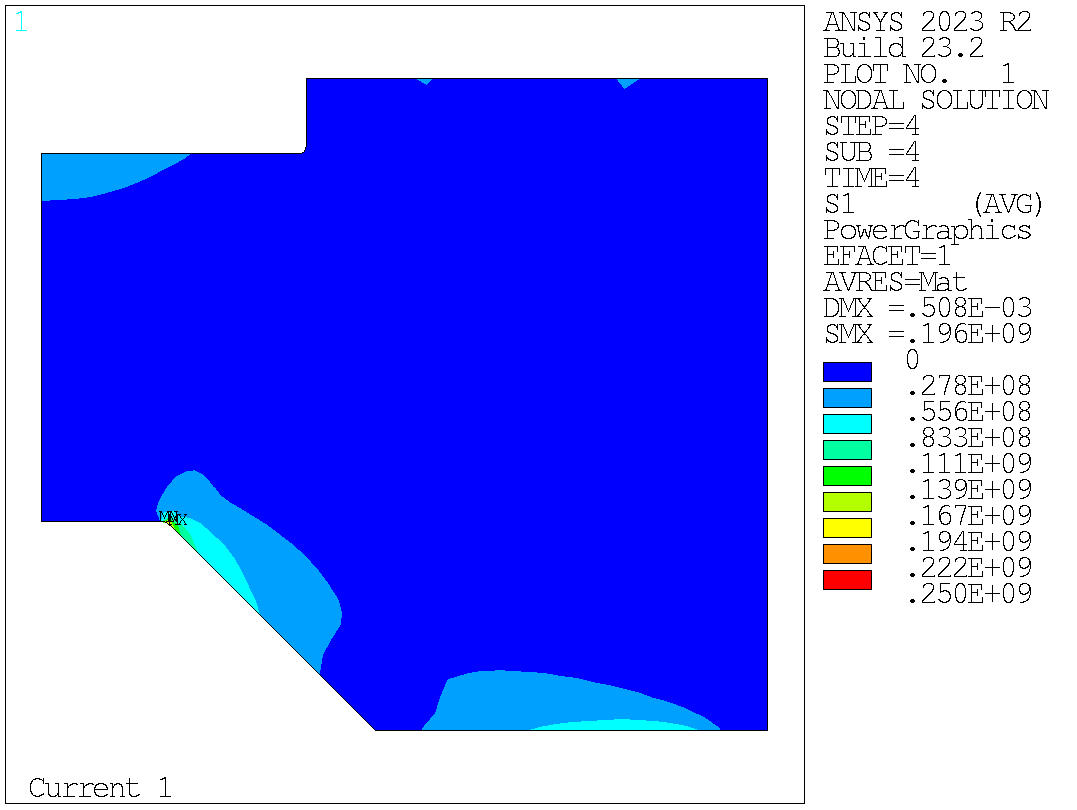 1
ANSYS 2023 R2
Build 23.2
PLOT NO. 1
NODAL SOLUTION
STEP=4
SUB =4
TIME=4
S1 (AVG)
PowerGraphics
EFACET=1
AVRES=Mat
DMX =.508E-03
SMX =.196E+09
0
.278E+08
.556E+08
.833E+08
.111E+09
.139E+09
.167E+09
.194E+09
.222E+09
.250E+09
Current 1